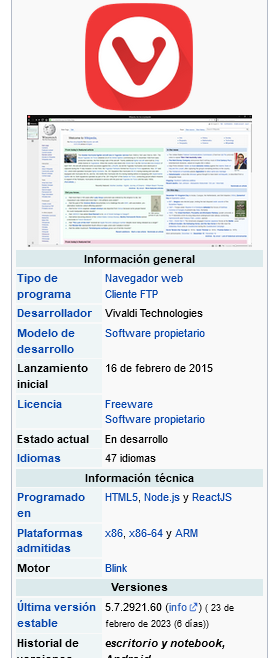 Información general
Tipo de Navegador web
programa Cliente FTP
Desarrollador Vivaldi Technologies
Modelo de Software propietario
desarrollo
Lanzamiento 16 de febrero de 2015
inicial
Licencia Freeware
Software propietario
Estado actual En desarrollo
Idiomas 47 idiomas
Información técnica
Programado HTML5, Node.js y ReactJS
en
Plataformas x86, x86-64 y ARM
admitidas
Motor Blink
Versiones
Última versión 5.7.2921.60 (info) ( 23 de
estable febrero de 2023 (6 días))
Historial de escritorio y notebook,
versiones Android